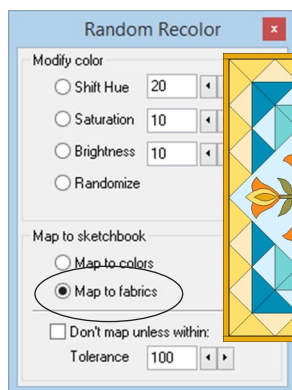 Random Recolor
x
Modify color
Shift Hue 20
Saturation 10
Brightness 10
Randomize
Map to sketchbook
Map to colors
Map to fabrics
Don't map unless within:
Tolerance 100